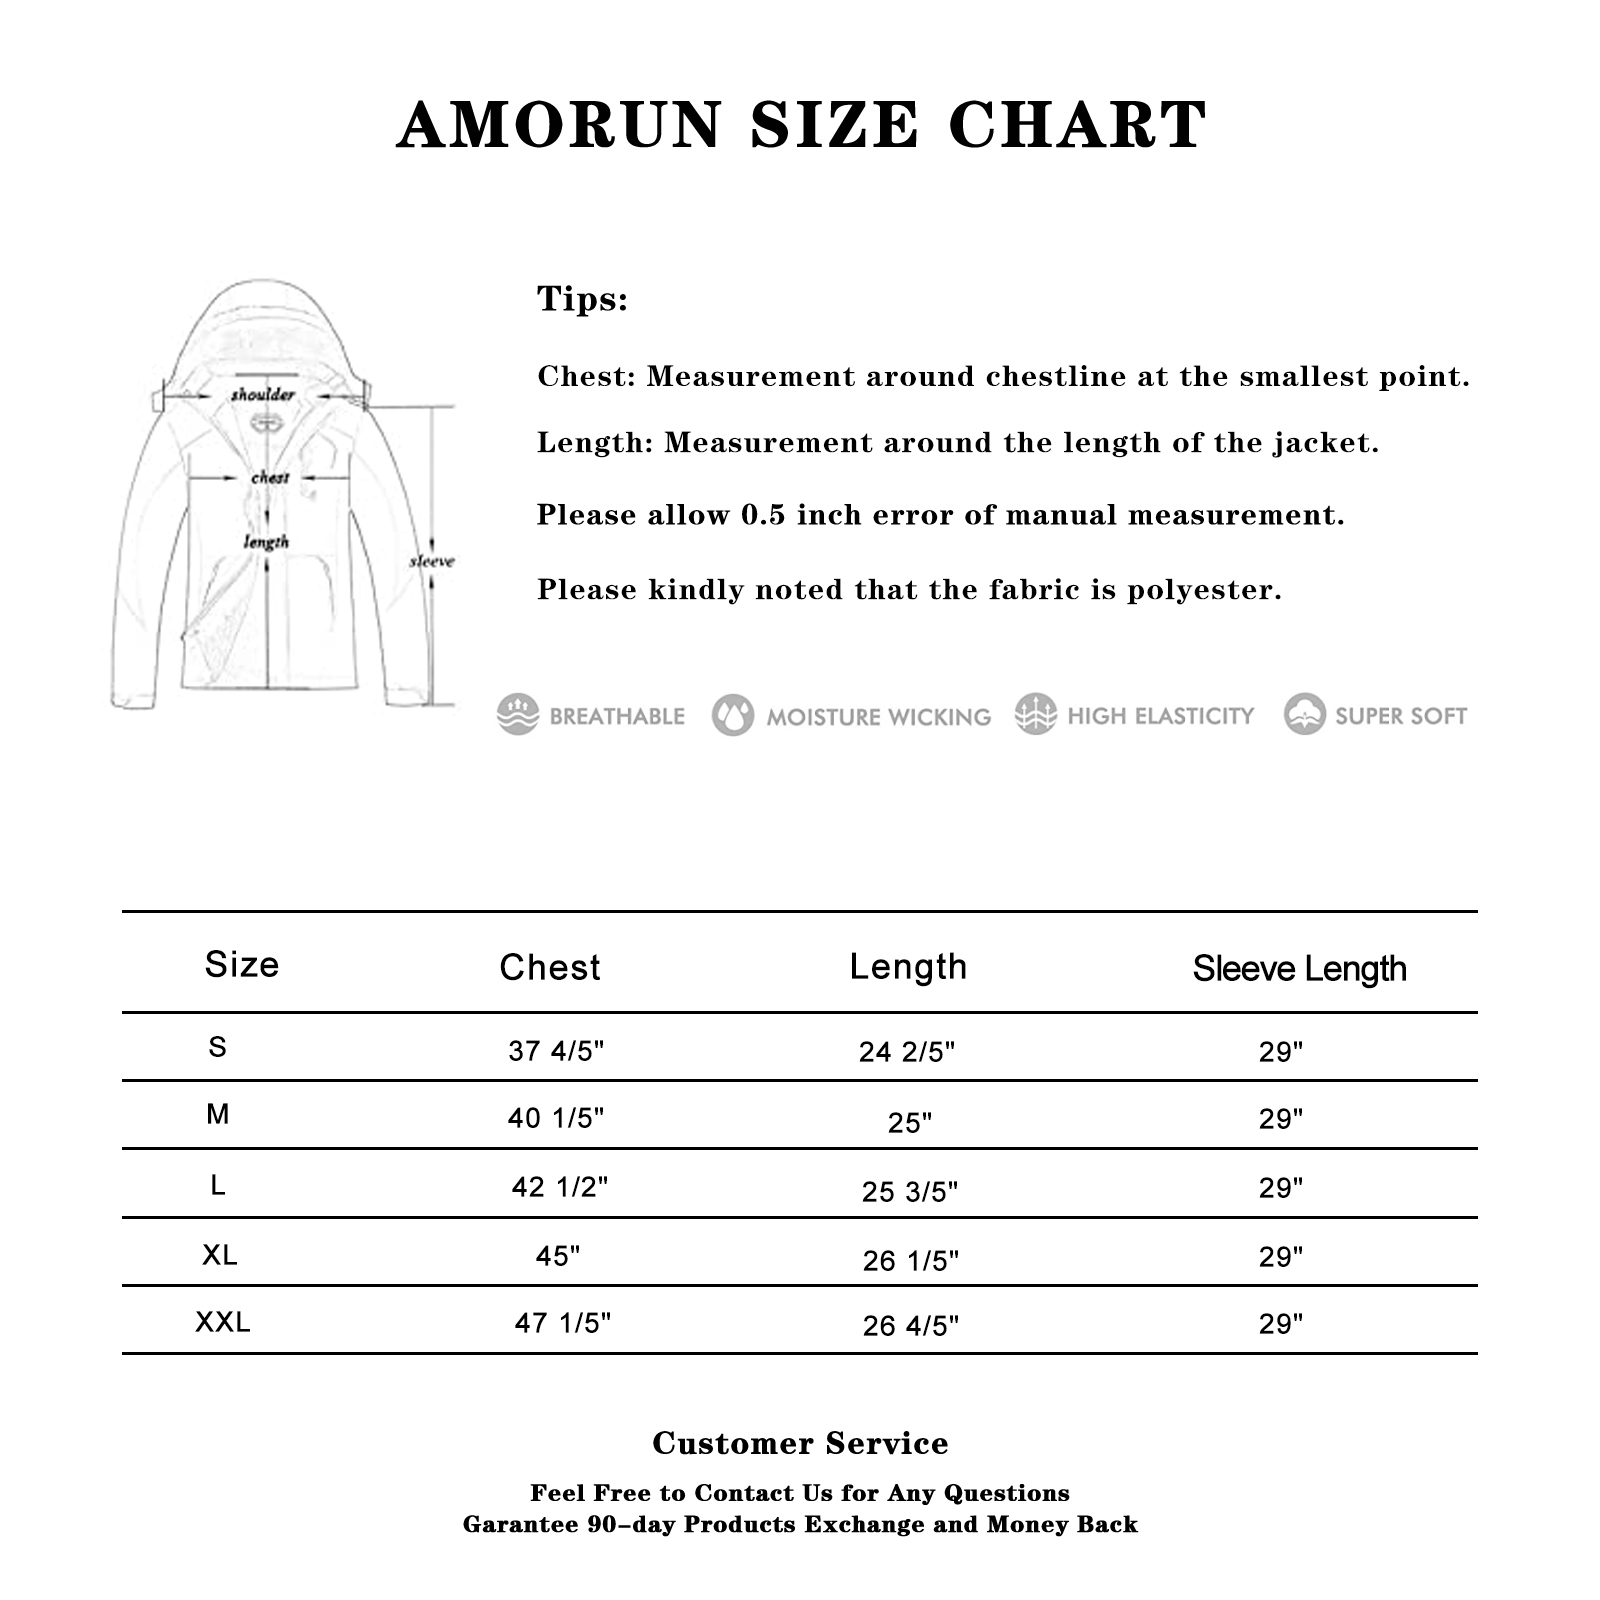 AMORUN SIZE CHART
Tips:
Chest: Measurement around chestline at the smallest point.
Length: Measurement around the length of the jacket.
Please allow 0.5 inch error of manual measurement.
Please kindly noted that the fabric is polyester.
shoulder
chest
length
sleeve
BREATHABLE MOISTURE WICKING HIGH ELASTICITY SUPER SOFT
Size Chest Length Sleeve Length
S 37 4/5" 24 2/5" 29"
M 40 1/5" 25" 29"
L 42 1/2" 25 3/5" 29"
XL 45" 26 1/5" 29"
XXL 47 1/5" 26 4/5" 29"
Customer Service
Feel Free to Contact Us for Any Questions
Garantee 90-day Products Exchange and Money Back